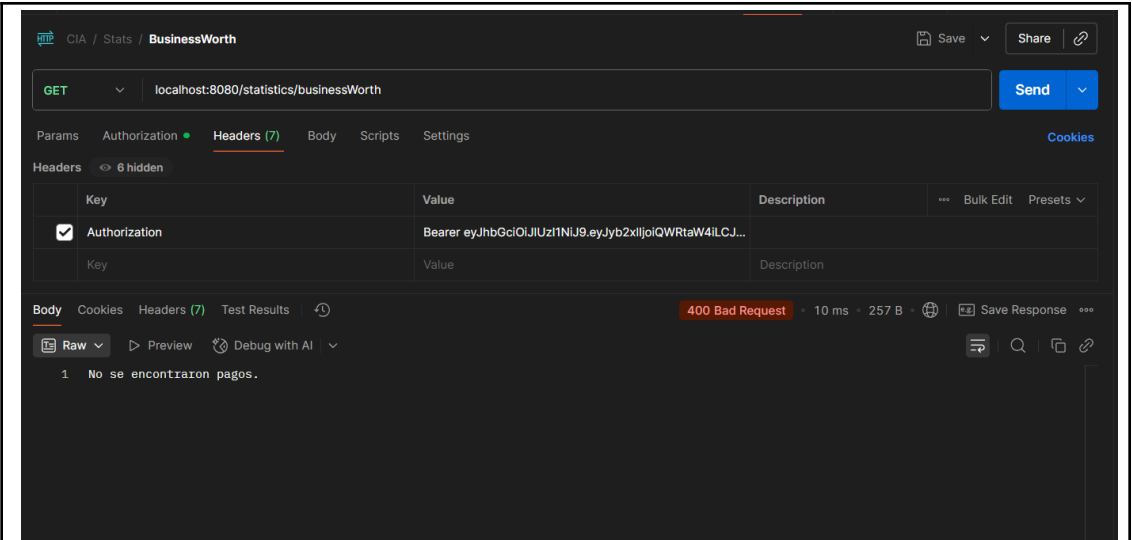 HTTP CIA / Stats / BusinessWorth Save Share
GET localhost:8080/statistics/businessWorth Send
Params Authorization Headers (7) Body Scripts Settings Cookies
Headers 6 hidden
Key Value Description Bulk Edit Presets
Authorization Bearer eyJhbGciOiJIUzI1NiJ9.eyJyb2xlIjoiQWRtaW4iLCJ...
Key Value Description
Body Cookies Headers (7) Test Results 400 Bad Request 10 ms 257 B e.g. Save Response
Raw Preview Debug with AI
1 No se encontraron pagos.